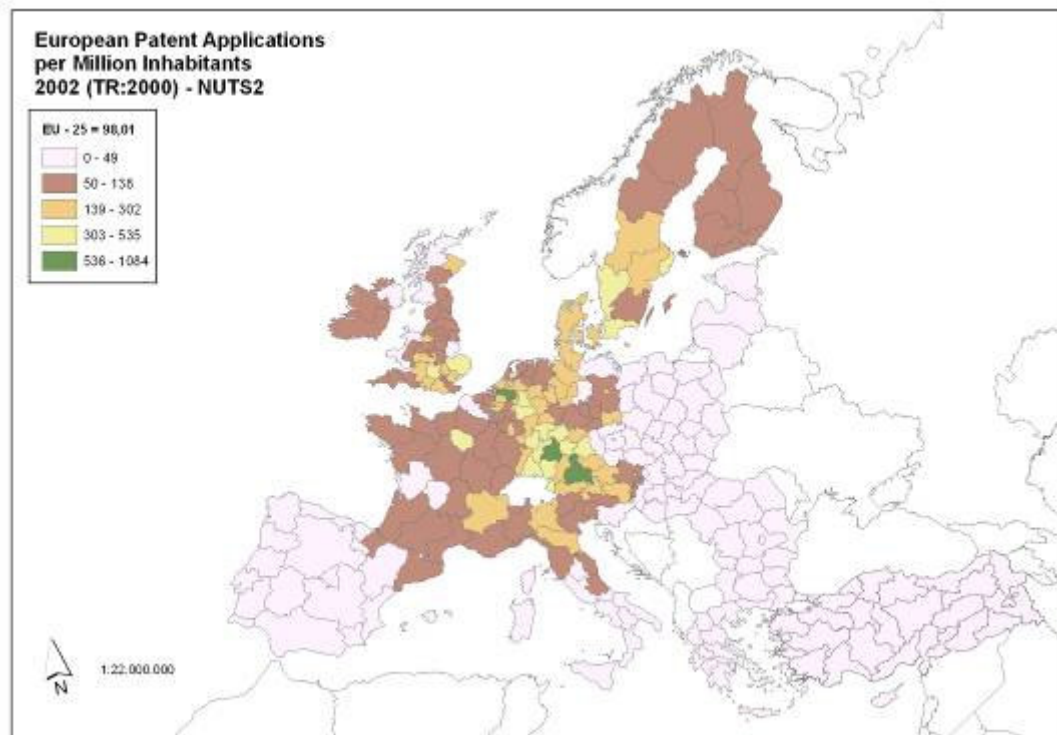 European Patent Applications
per Million Inhabitants
2002 (TR:2000) - NUTS2
EU - 25 = 98,01
0 - 49
50 - 138
139 - 302
303 - 535
536 - 1084
N
1:22.000.000